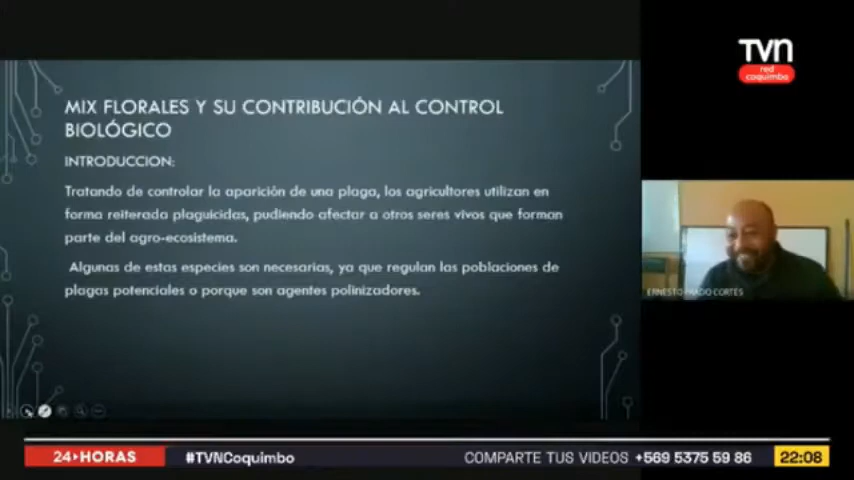 TVN
red
coquimbo
MIX FLORALES Y SU CONTRIBUCIÓN AL CONTROL
BIOLÓGICO
INTRODUCCION:
Tratando de controlar la aparición de una plaga, los agricultores utilizan en
forma reiterada plaguicidas, pudiendo afectar a otros seres vivos que forman
parte del agro-ecosistema.
Algunas de estas especies son necesarias, ya que regulan las poblaciones de
plagas potenciales o porque son agentes polinizadores.
ERNESTO PRADO CORTÉS
24 HORAS
#TVNCoquimbo
COMPARTE TUS VIDEOS +569 5375 59 86
22:08